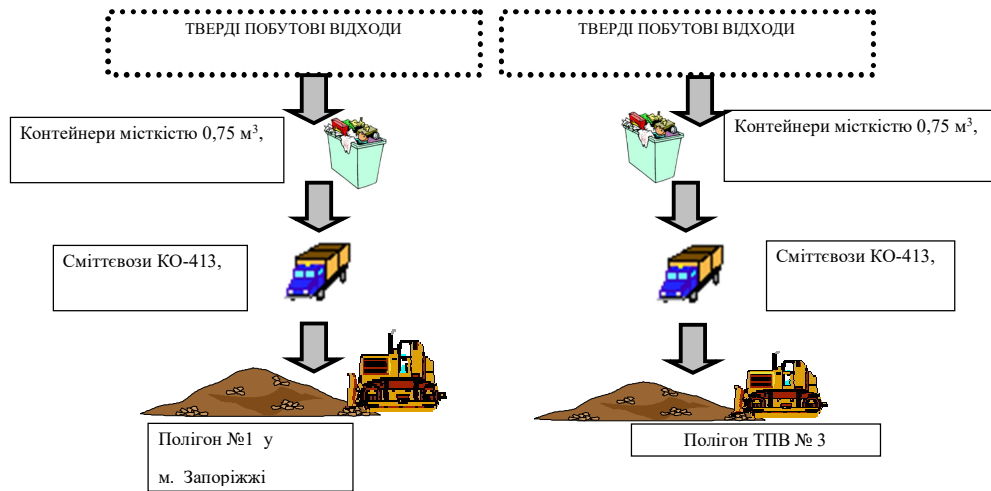 ТВЕРДІ ПОБУТОВІ ВІДХОДИ
ТВЕРДІ ПОБУТОВІ ВІДХОДИ
Контейнери місткістю 0,75 м³,
Контейнери місткістю 0,75 м³,
Сміттєвози КО-413,
Сміттєвози КО-413,
Полігон №1 у
м. Запоріжжі
Полігон ТПВ № 3